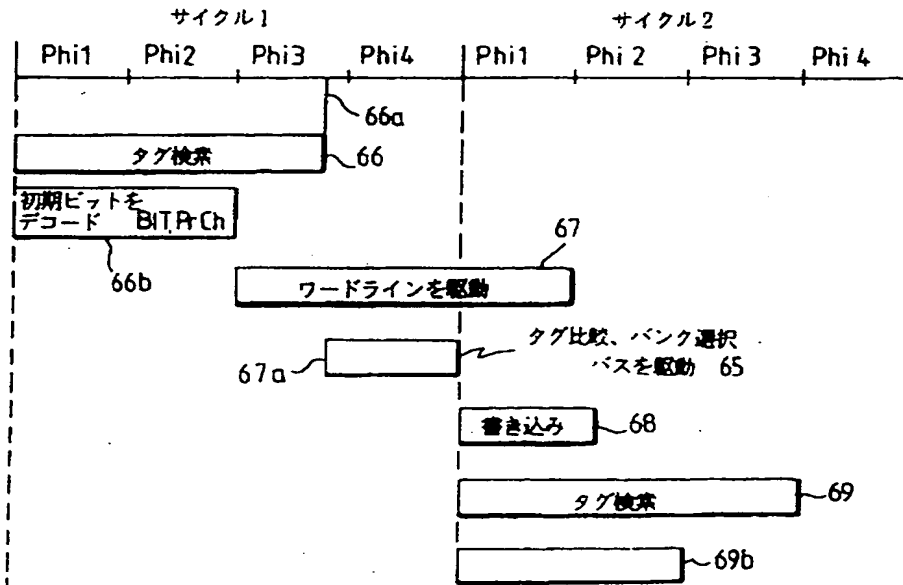 サイクル1 サイクル2
Phi1 Phi2 Phi3 Phi4 Phi1 Phi 2 Phi 3 Phi 4
66a
タグ検索 66
初期ビットを
デコード BIT,PrCh
66b
67
ワードラインを駆動
67a
タグ比較、バンク選択
バスを駆動 65
書き込み 68
タグ検索 69
69b